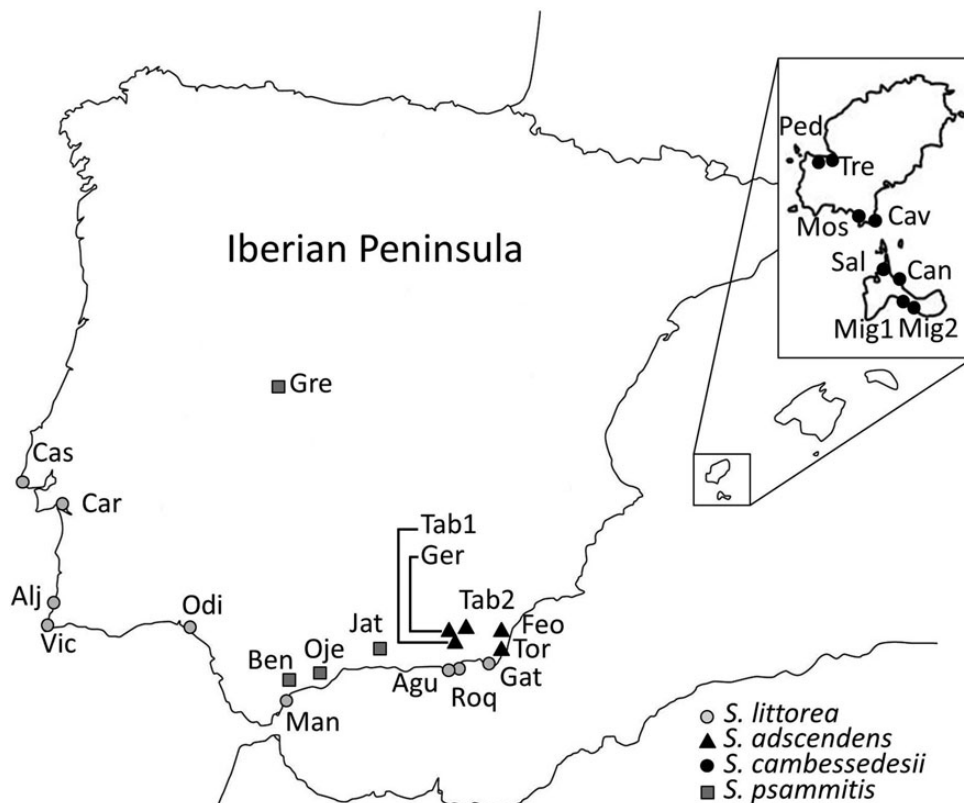 Ped
Tre
Mos
Cav
Sal
Can
Mig1
Mig2
Iberian Peninsula
Gre
Cas
Car
Tab1
Ger
Alj
Tab2
Odi
Feo
Vic
Jat
Tor
Ben
Oje
Agu
Roq
Gat
Man
S. littorea
S. adscendens
S. cambessedesii
S. psammitis